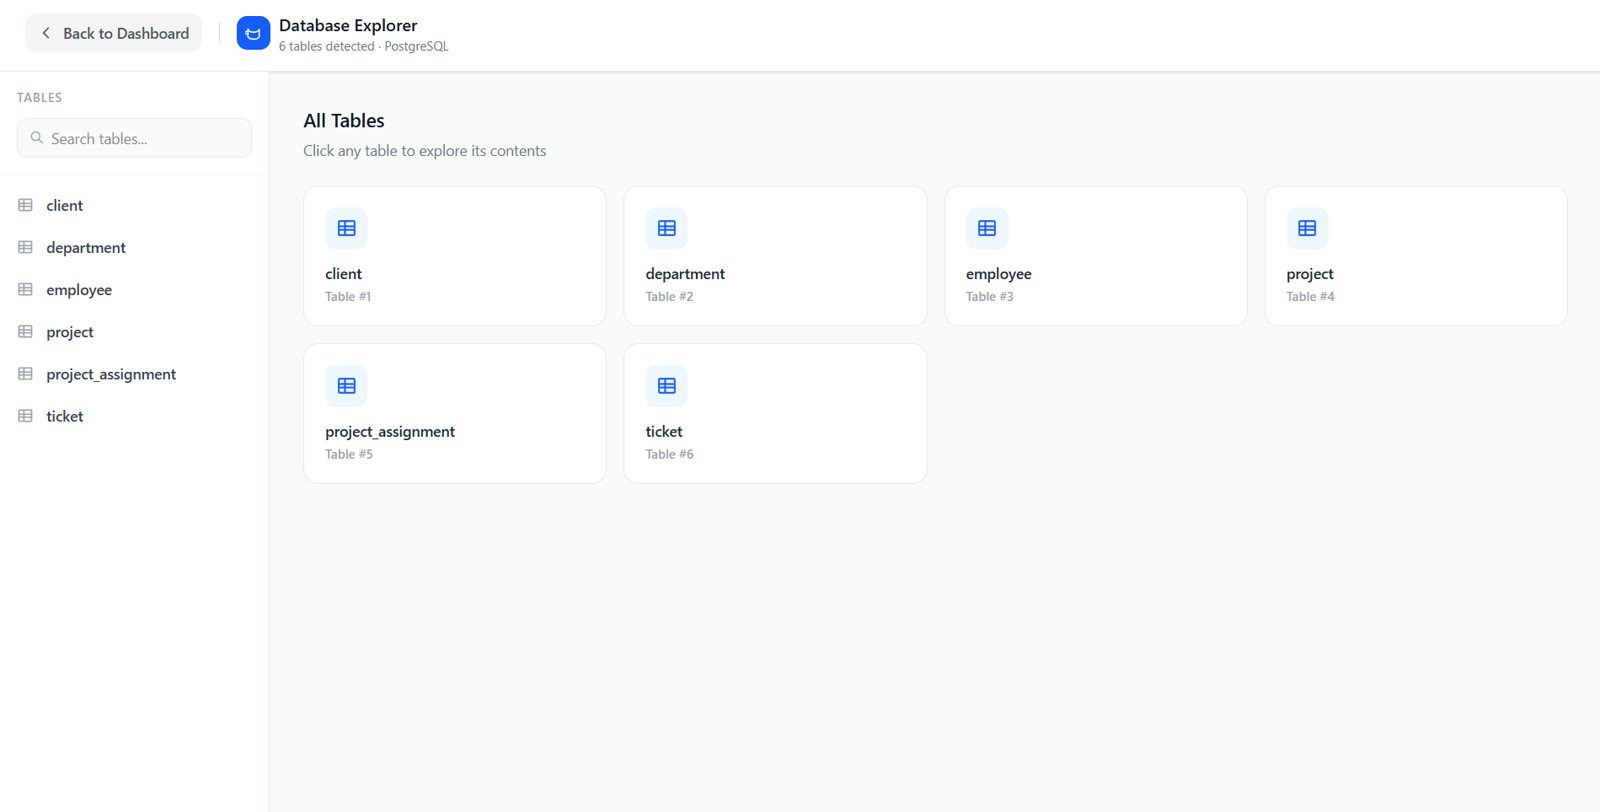 Back to Dashboard
Database Explorer
6 tables detected · PostgreSQL
TABLES
Search tables...
client
department
employee
project
project_assignment
ticket
All Tables
Click any table to explore its contents
client
Table #1
department
Table #2
employee
Table #3
project
Table #4
project_assignment
Table #5
ticket
Table #6